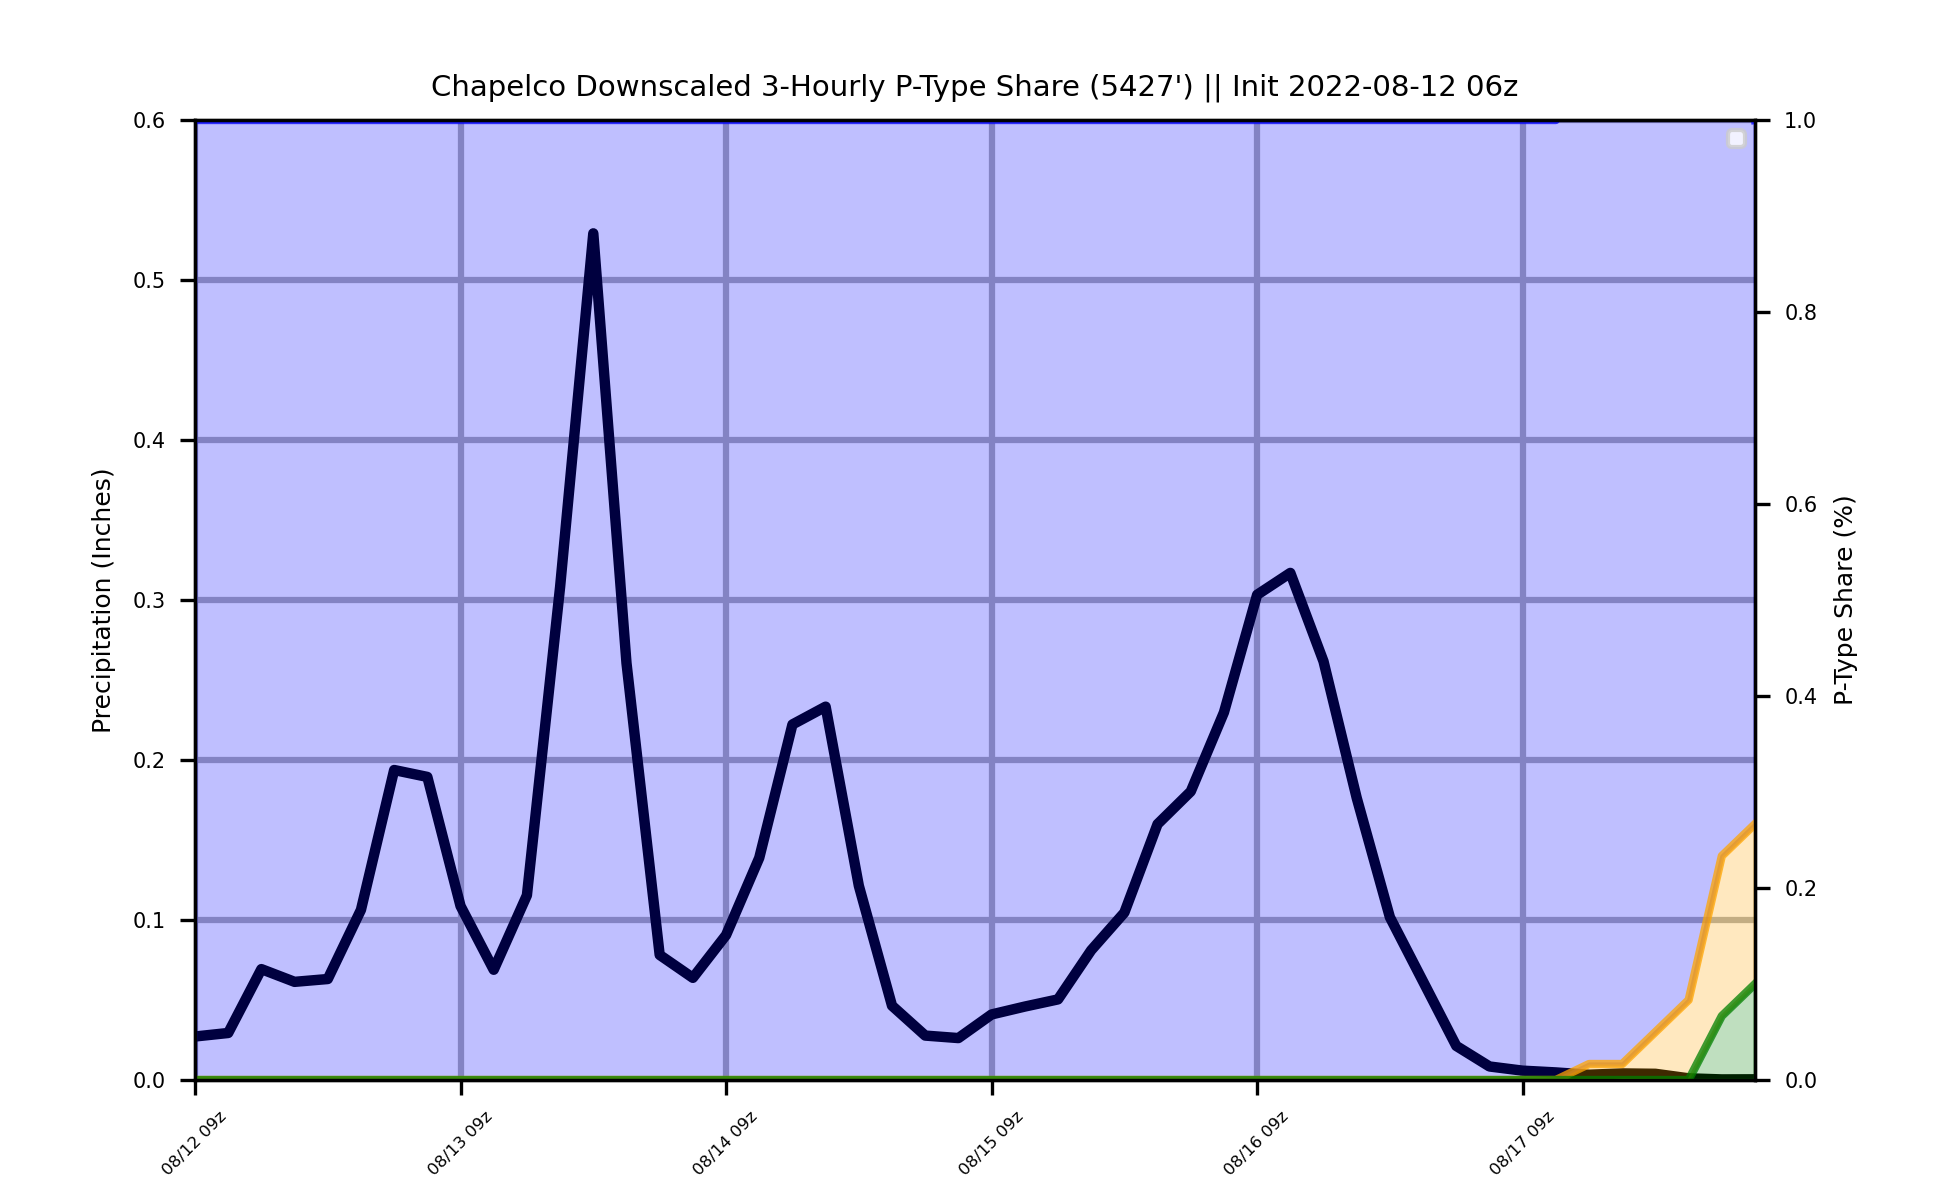 Chapelco Downscaled 3-Hourly P-Type Share (5427') || Init 2022-08-12 06z
Precipitation (Inches)
0.6
0.5
0.4
0.3
0.2
0.1
0.0
1.0
0.8
0.6
0.4
0.2
0.0
P-Type Share (%)
08/12 09z
08/13 09z
08/14 09z
08/15 09z
08/16 09z
08/17 09z